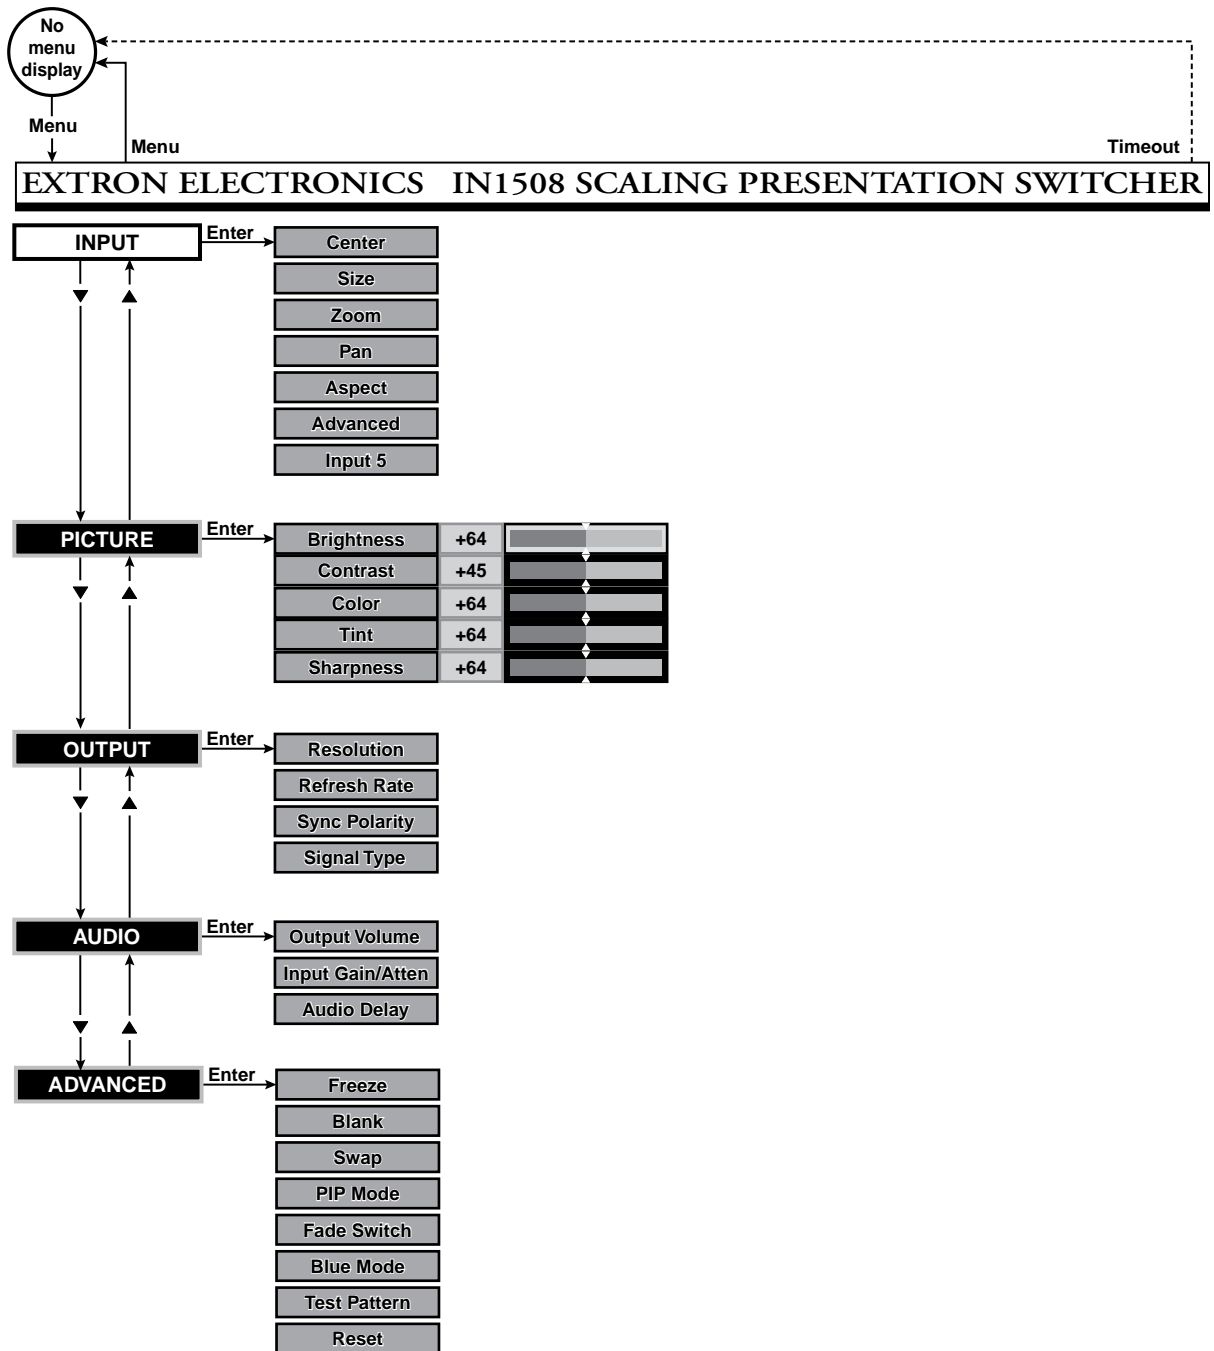 No
menu
display
Menu
Menu
Timeout
EXTRON ELECTRONICS IN1508 SCALING PRESENTATION SWITCHER
INPUT
Enter
Center
Size
Zoom
Pan
Aspect
Advanced
Input 5
PICTURE
Enter
Brightness +64
Contrast +45
Color +64
Tint +64
Sharpness +64
OUTPUT
Enter
Resolution
Refresh Rate
Sync Polarity
Signal Type
AUDIO
Enter
Output Volume
Input Gain/Atten
Audio Delay
ADVANCED
Enter
Freeze
Blank
Swap
PIP Mode
Fade Switch
Blue Mode
Test Pattern
Reset